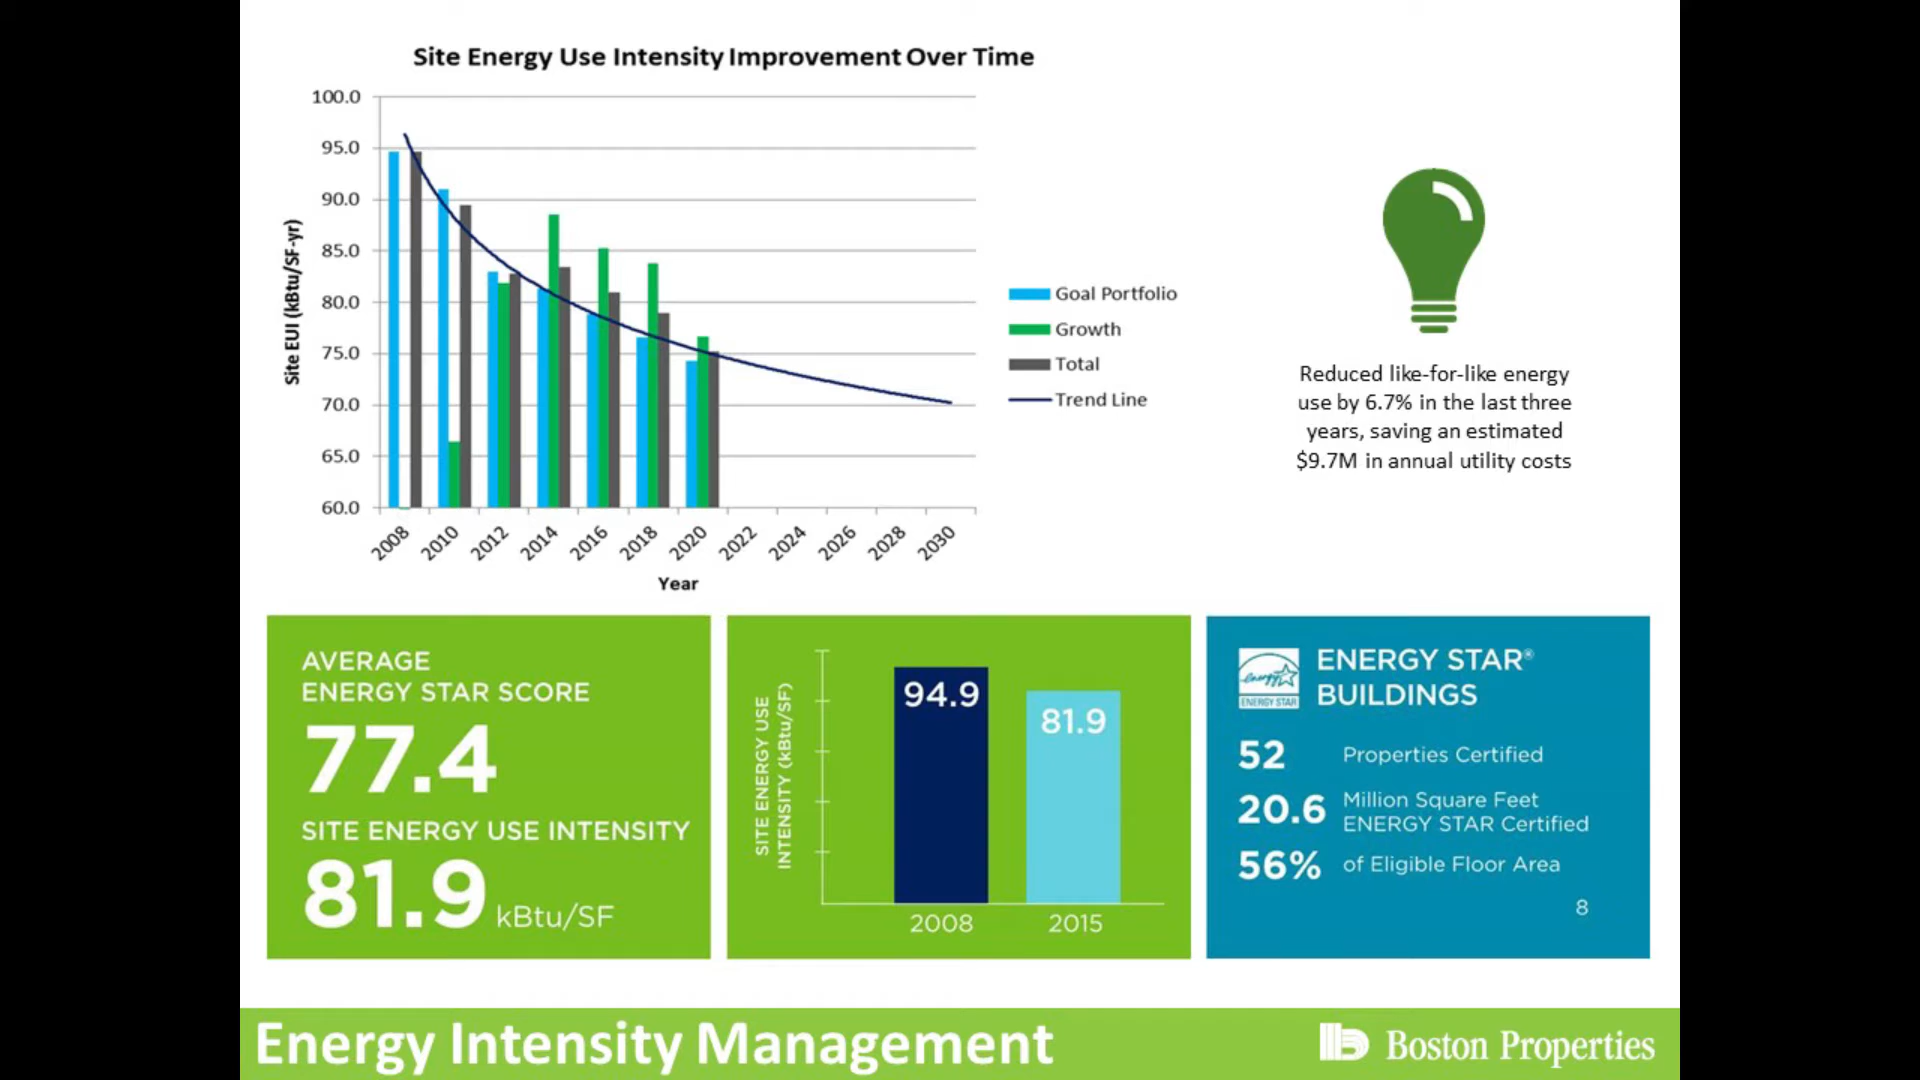 Site Energy Use Intensity Improvement Over Time
100.0
95.0
90.0
85.0
80.0
75.0
70.0
65.0
60.0
Site EUI (kBtu/SF-yr)
2008
2010
2012
2014
2016
2018
2020
2022
2024
2026
2028
2030
Year
Goal Portfolio
Growth
Total
Trend Line
Reduced like-for-like energy
use by 6.7% in the last three
years, saving an estimated
$9.7M in annual utility costs
AVERAGE
ENERGY STAR SCORE
77.4
SITE ENERGY USE INTENSITY
81.9 kBtu/SF
SITE ENERGY USE
INTENSITY (kBtu/SF)
94.9
81.9
2008
2015
energy
ENERGY STAR
ENERGY STAR®
BUILDINGS
52 Properties Certified
20.6 Million Square Feet
ENERGY STAR Certified
56% of Eligible Floor Area
8
Energy Intensity Management
Boston Properties